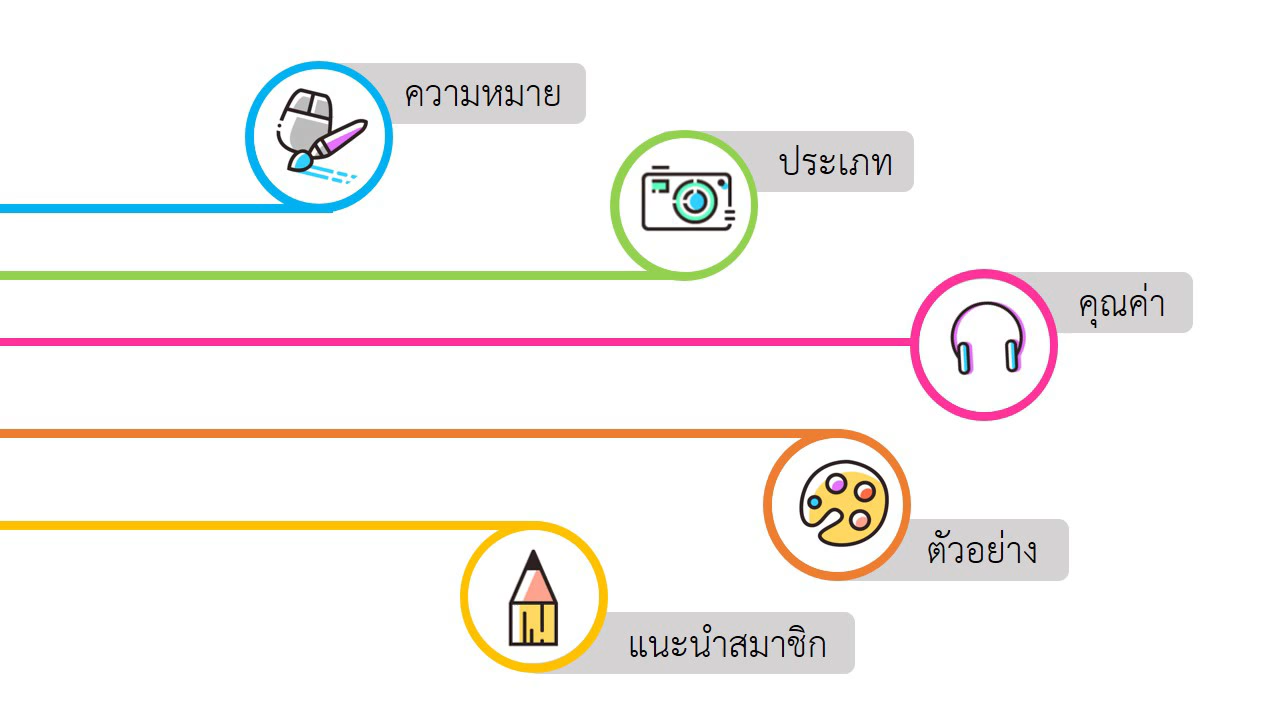 ความหมาย
ประเภท
คุณค่า
ตัวอย่าง
แนะนำสมาชิก